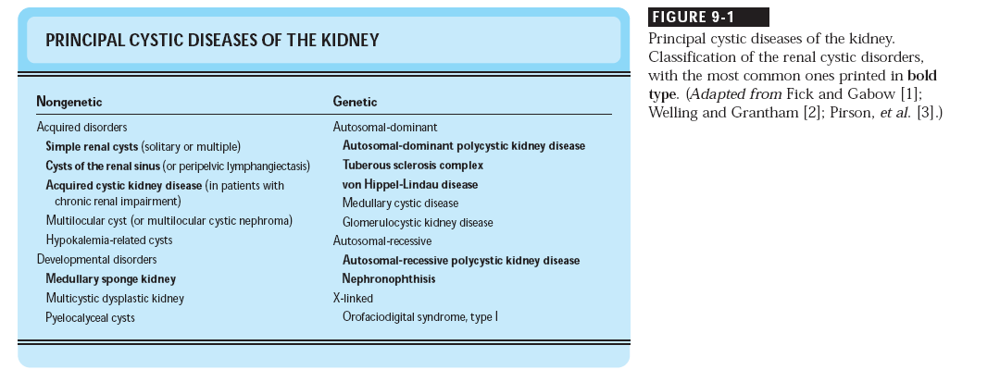 PRINCIPAL CYSTIC DISEASES OF THE KIDNEY
Nongenetic
Acquired disorders
Simple renal cysts (solitary or multiple)
Cysts of the renal sinus (or peripelvic lymphangiectasis)
Acquired cystic kidney disease (in patients with
chronic renal impairment)
Multilocular cyst (or multilocular cystic nephroma)
Hypokalemia-related cysts
Developmental disorders
Medullary sponge kidney
Multicystic dysplastic kidney
Pyelocalyceal cysts
Genetic
Autosomal-dominant
Autosomal-dominant polycystic kidney disease
Tuberous sclerosis complex
von Hippel-Lindau disease
Medullary cystic disease
Glomerulocystic kidney disease
Autosomal-recessive
Autosomal-recessive polycystic kidney disease
Nephronophthisis
X-linked
Orofaciodigital syndrome, type I
FIGURE 9-1
Principal cystic diseases of the kidney.
Classification of the renal cystic disorders,
with the most common ones printed in bold
type. (Adapted from Fick and Gabow [1];
Welling and Grantham [2]; Pirson, et al. [3].)